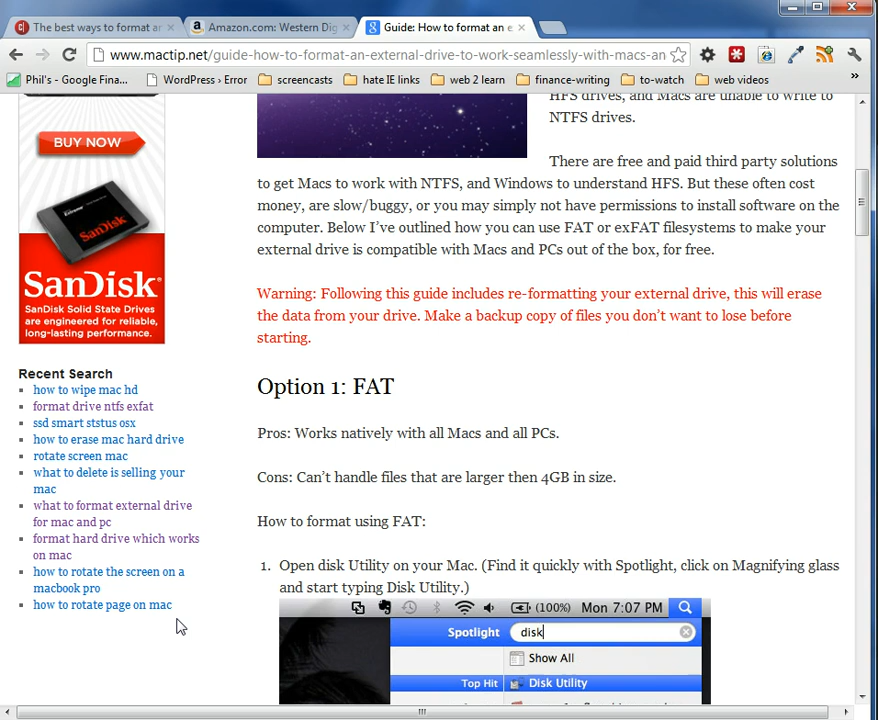 The best ways to format ar
Amazon.com: Western Dig
Guide: How to format an e
www.mactip.net/guide-how-to-format-an-external-drive-to-work-seamlessly-with-macs-an
Phil's - Google Fina...
WordPress › Error
screencasts
hate IE links
web 2 learn
finance-writing
to-watch
web videos
HFS drives, and Macs are unable to write to
NTFS drives.
There are free and paid third party solutions
to get Macs to work with NTFS, and Windows to understand HFS. But these often cost
money, are slow/buggy, or you may simply not have permissions to install software on the
computer. Below I've outlined how you can use FAT or exFAT filesystems to make your
external drive is compatible with Macs and PCs out of the box, for free.
Warning: Following this guide includes re-formatting your external drive, this will erase
the data from your drive. Make a backup copy of files you don't want to lose before
starting.
Option 1: FAT
Pros: Works natively with all Macs and all PCs.
Cons: Can't handle files that are larger then 4GB in size.
How to format using FAT:
1. Open disk Utility on your Mac. (Find it quickly with Spotlight, click on Magnifying glass
and start typing Disk Utility.)
(100%) Mon 7:07 PM
Spotlight disk
Show All
Top Hit Disk Utility
BUY NOW
SanDisk
SanDisk
SanDisk Solid State Drives
are engineered for reliable,
long-lasting performance.
Recent Search
how to wipe mac hd
format drive ntfs exfat
ssd smart ststus osx
how to erase mac hard drive
rotate screen mac
what to delete is selling your
mac
what to format external drive
for mac and pc
format hard drive which works
on mac
how to rotate the screen on a
macbook pro
how to rotate page on mac